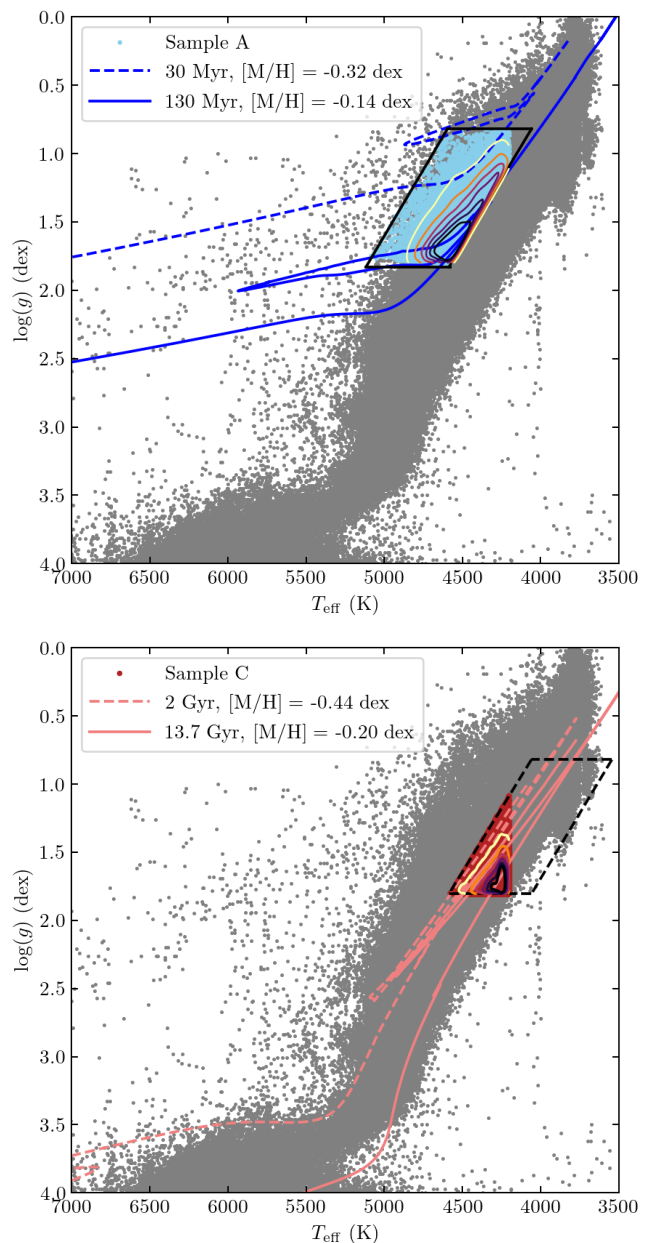 0.0
0.5
1.0
1.5
2.0
2.5
3.0
3.5
4.0
log(g) (dex)
Sample A
30 Myr, [M/H] = -0.32 dex
130 Myr, [M/H] = -0.14 dex
7000 6500 6000 5500 5000 4500 4000 3500
Teff (K)
0.0
0.5
1.0
1.5
2.0
2.5
3.0
3.5
4.0
log(g) (dex)
Sample C
2 Gyr, [M/H] = -0.44 dex
13.7 Gyr, [M/H] = -0.20 dex
7000 6500 6000 5500 5000 4500 4000 3500
Teff (K)